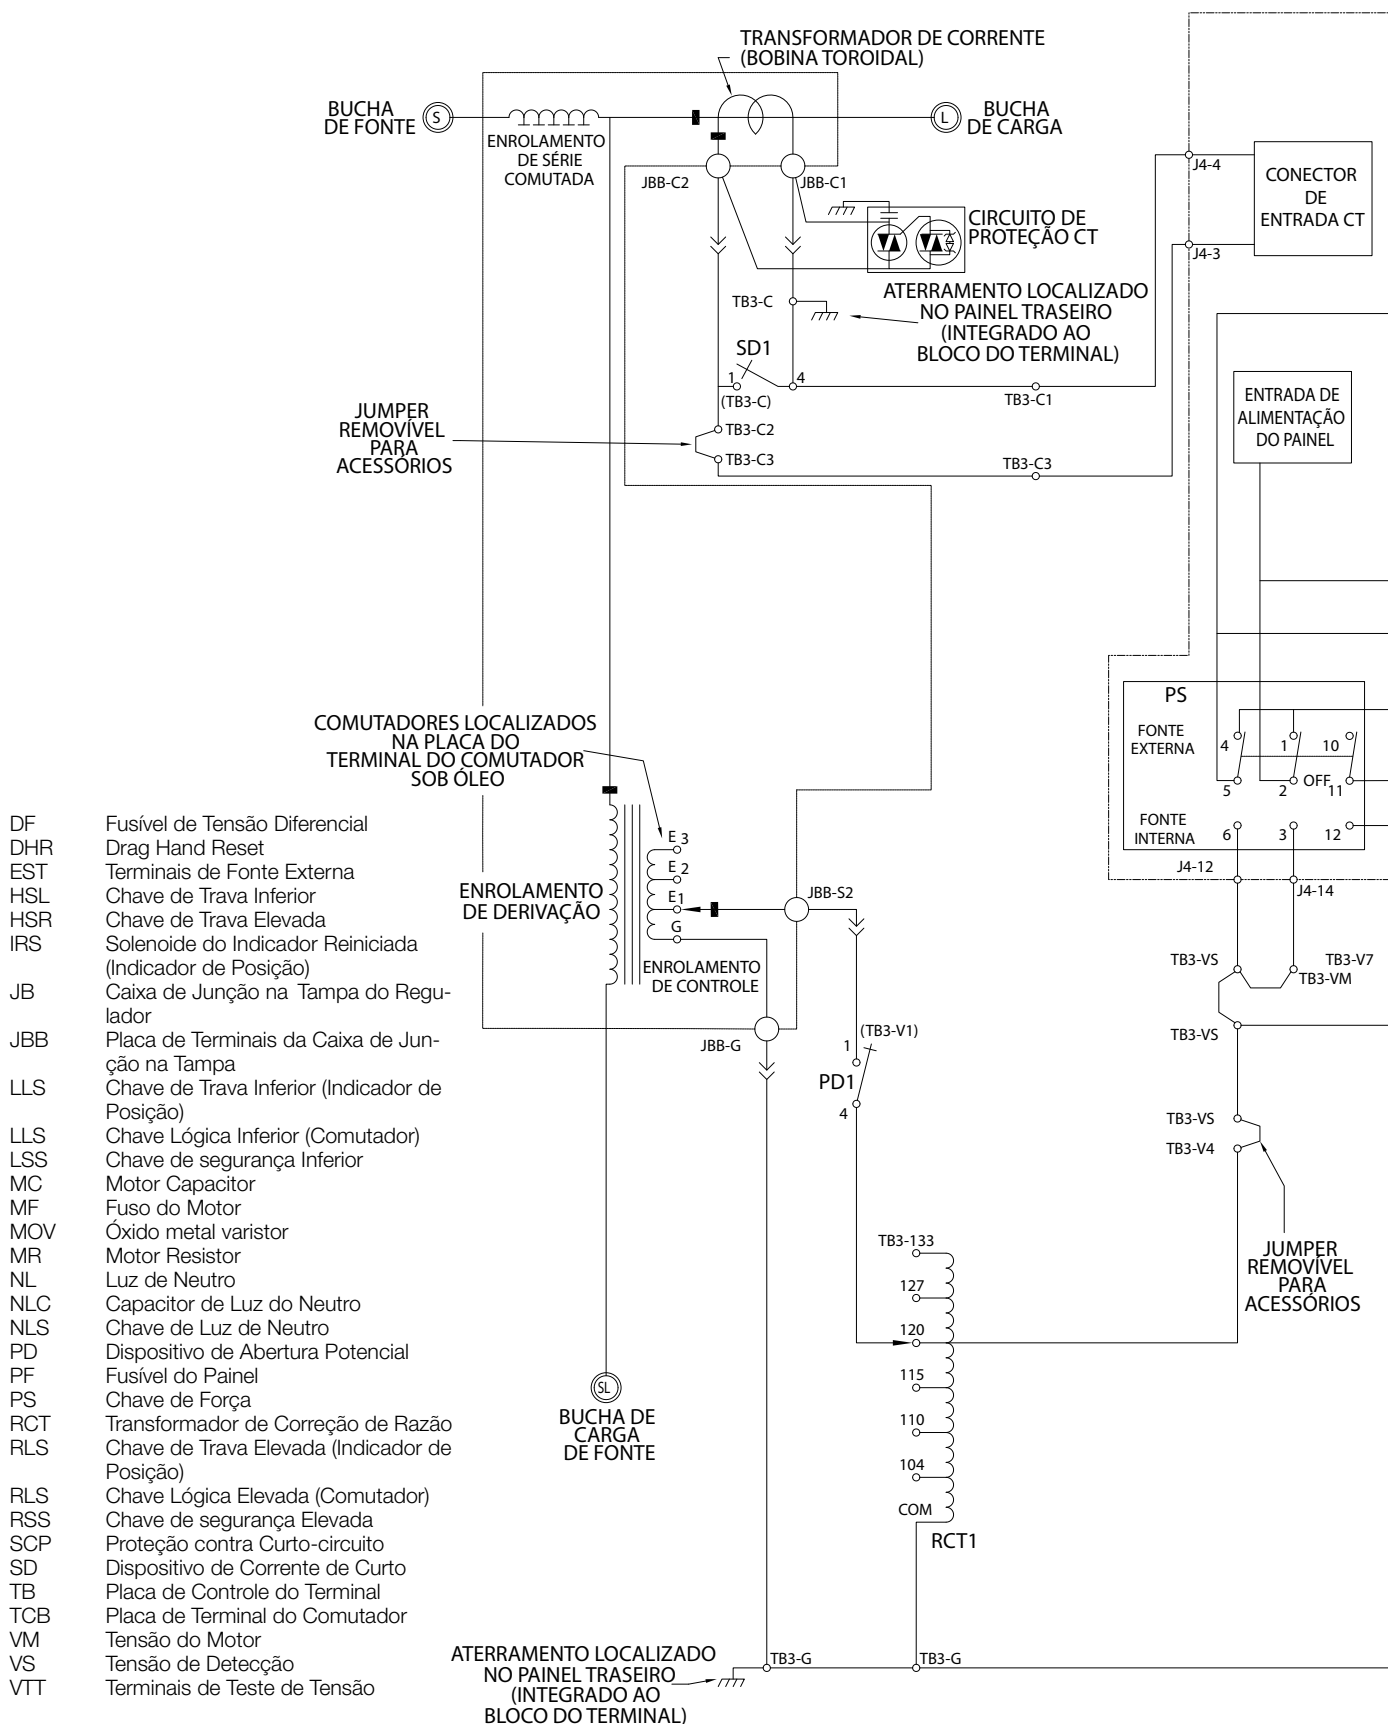 TRANSFORMADOR DE CORRENTE
(BOBINA TOROIDAL)
BUCHA
DE FONTE
S
L
BUCHA
DE CARGA
ENROLAMENTO
DE SÉRIE
COMUTADA
JBB-C2
JBB-C1
J4-4
CONECTOR
DE
ENTRADA CT
J4-3
CIRCUITO DE
PROTEÇÃO CT
TB3-C
ATERRAMENTO LOCALIZADO
NO PAINEL TRASEIRO
(INTEGRADO AO
BLOCO DO TERMINAL)
SD1
1
4
(TB3-C)
TB3-C1
ENTRADA DE
ALIMENTAÇÃO
DO PAINEL
JUMPER
REMOVÍVEL
PARA
ACESSÓRIOS
TB3-C2
TB3-C3
TB3-C3
PS
FONTE
EXTERNA
4
1
10
5
2
OFF
11
FONTE
INTERNA
6
3
12
J4-12
J4-14
COMUTADORES LOCALIZADOS
NA PLACA DO
TERMINAL DO COMUTADOR
SOB ÓLEO
E 3
E 2
E1
G
ENROLAMENTO
DE DERIVAÇÃO
ENROLAMENTO
DE CONTROLE
JBB-S2
JBB-G
TB3-VS
TB3-V7
TB3-VM
TB3-VS
(TB3-V1)
1
PD1
4
TB3-VS
TB3-V4
JUMPER
REMOVÍVEL
PARA
ACESSÓRIOS
TB3-133
127
120
115
110
104
COM
RCT1
SL
BUCHA DE
CARGA
DE FONTE
TB3-G
TB3-G
ATERRAMENTO LOCALIZADO
NO PAINEL TRASEIRO
(INTEGRADO AO
BLOCO DO TERMINAL)
DF Fusível de Tensão Diferencial
DHR Drag Hand Reset
EST Terminais de Fonte Externa
HSL Chave de Trava Inferior
HSR Chave de Trava Elevada
IRS Solenoide do Indicador Reiniciada
(Indicador de Posição)
JB Caixa de Junção na Tampa do Regu-
lador
JBB Placa de Terminais da Caixa de Jun-
ção na Tampa
LLS Chave de Trava Inferior (Indicador de
Posição)
LLS Chave Lógica Inferior (Comutador)
LSS Chave de segurança Inferior
MC Motor Capacitor
MF Fuso do Motor
MOV Óxido metal varistor
MR Motor Resistor
NL Luz de Neutro
NLC Capacitor de Luz do Neutro
NLS Chave de Luz de Neutro
PD Dispositivo de Abertura Potencial
PF Fusível do Painel
PS Chave de Força
RCT Transformador de Correção de Razão
RLS Chave de Trava Elevada (Indicador de
Posição)
RLS Chave Lógica Elevada (Comutador)
RSS Chave de segurança Elevada
SCP Proteção contra Curto-circuito
SD Dispositivo de Corrente de Curto
TB Placa de Controle do Terminal
TCB Placa de Terminal do Comutador
VM Tensão do Motor
VS Tensão de Detecção
VTT Terminais de Teste de Tensão